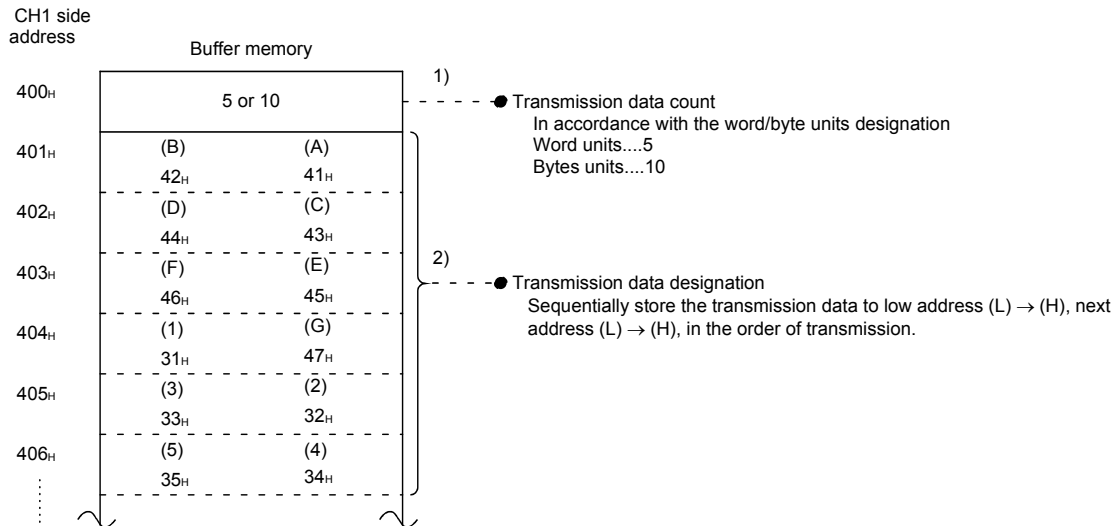 CH1 side
address
Buffer memory
400H
5 or 10
1)
Transmission data count
In accordance with the word/byte units designation
Word units....5
Bytes units....10
401H
(B) (A)
42H 41H
402H
(D) (C)
44H 43H
403H
(F) (E)
46H 45H
2)
Transmission data designation
Sequentially store the transmission data to low address (L) → (H), next
address (L) → (H), in the order of transmission.
404H
(1) (G)
31H 47H
405H
(3) (2)
33H 32H
406H
(5) (4)
35H 34H